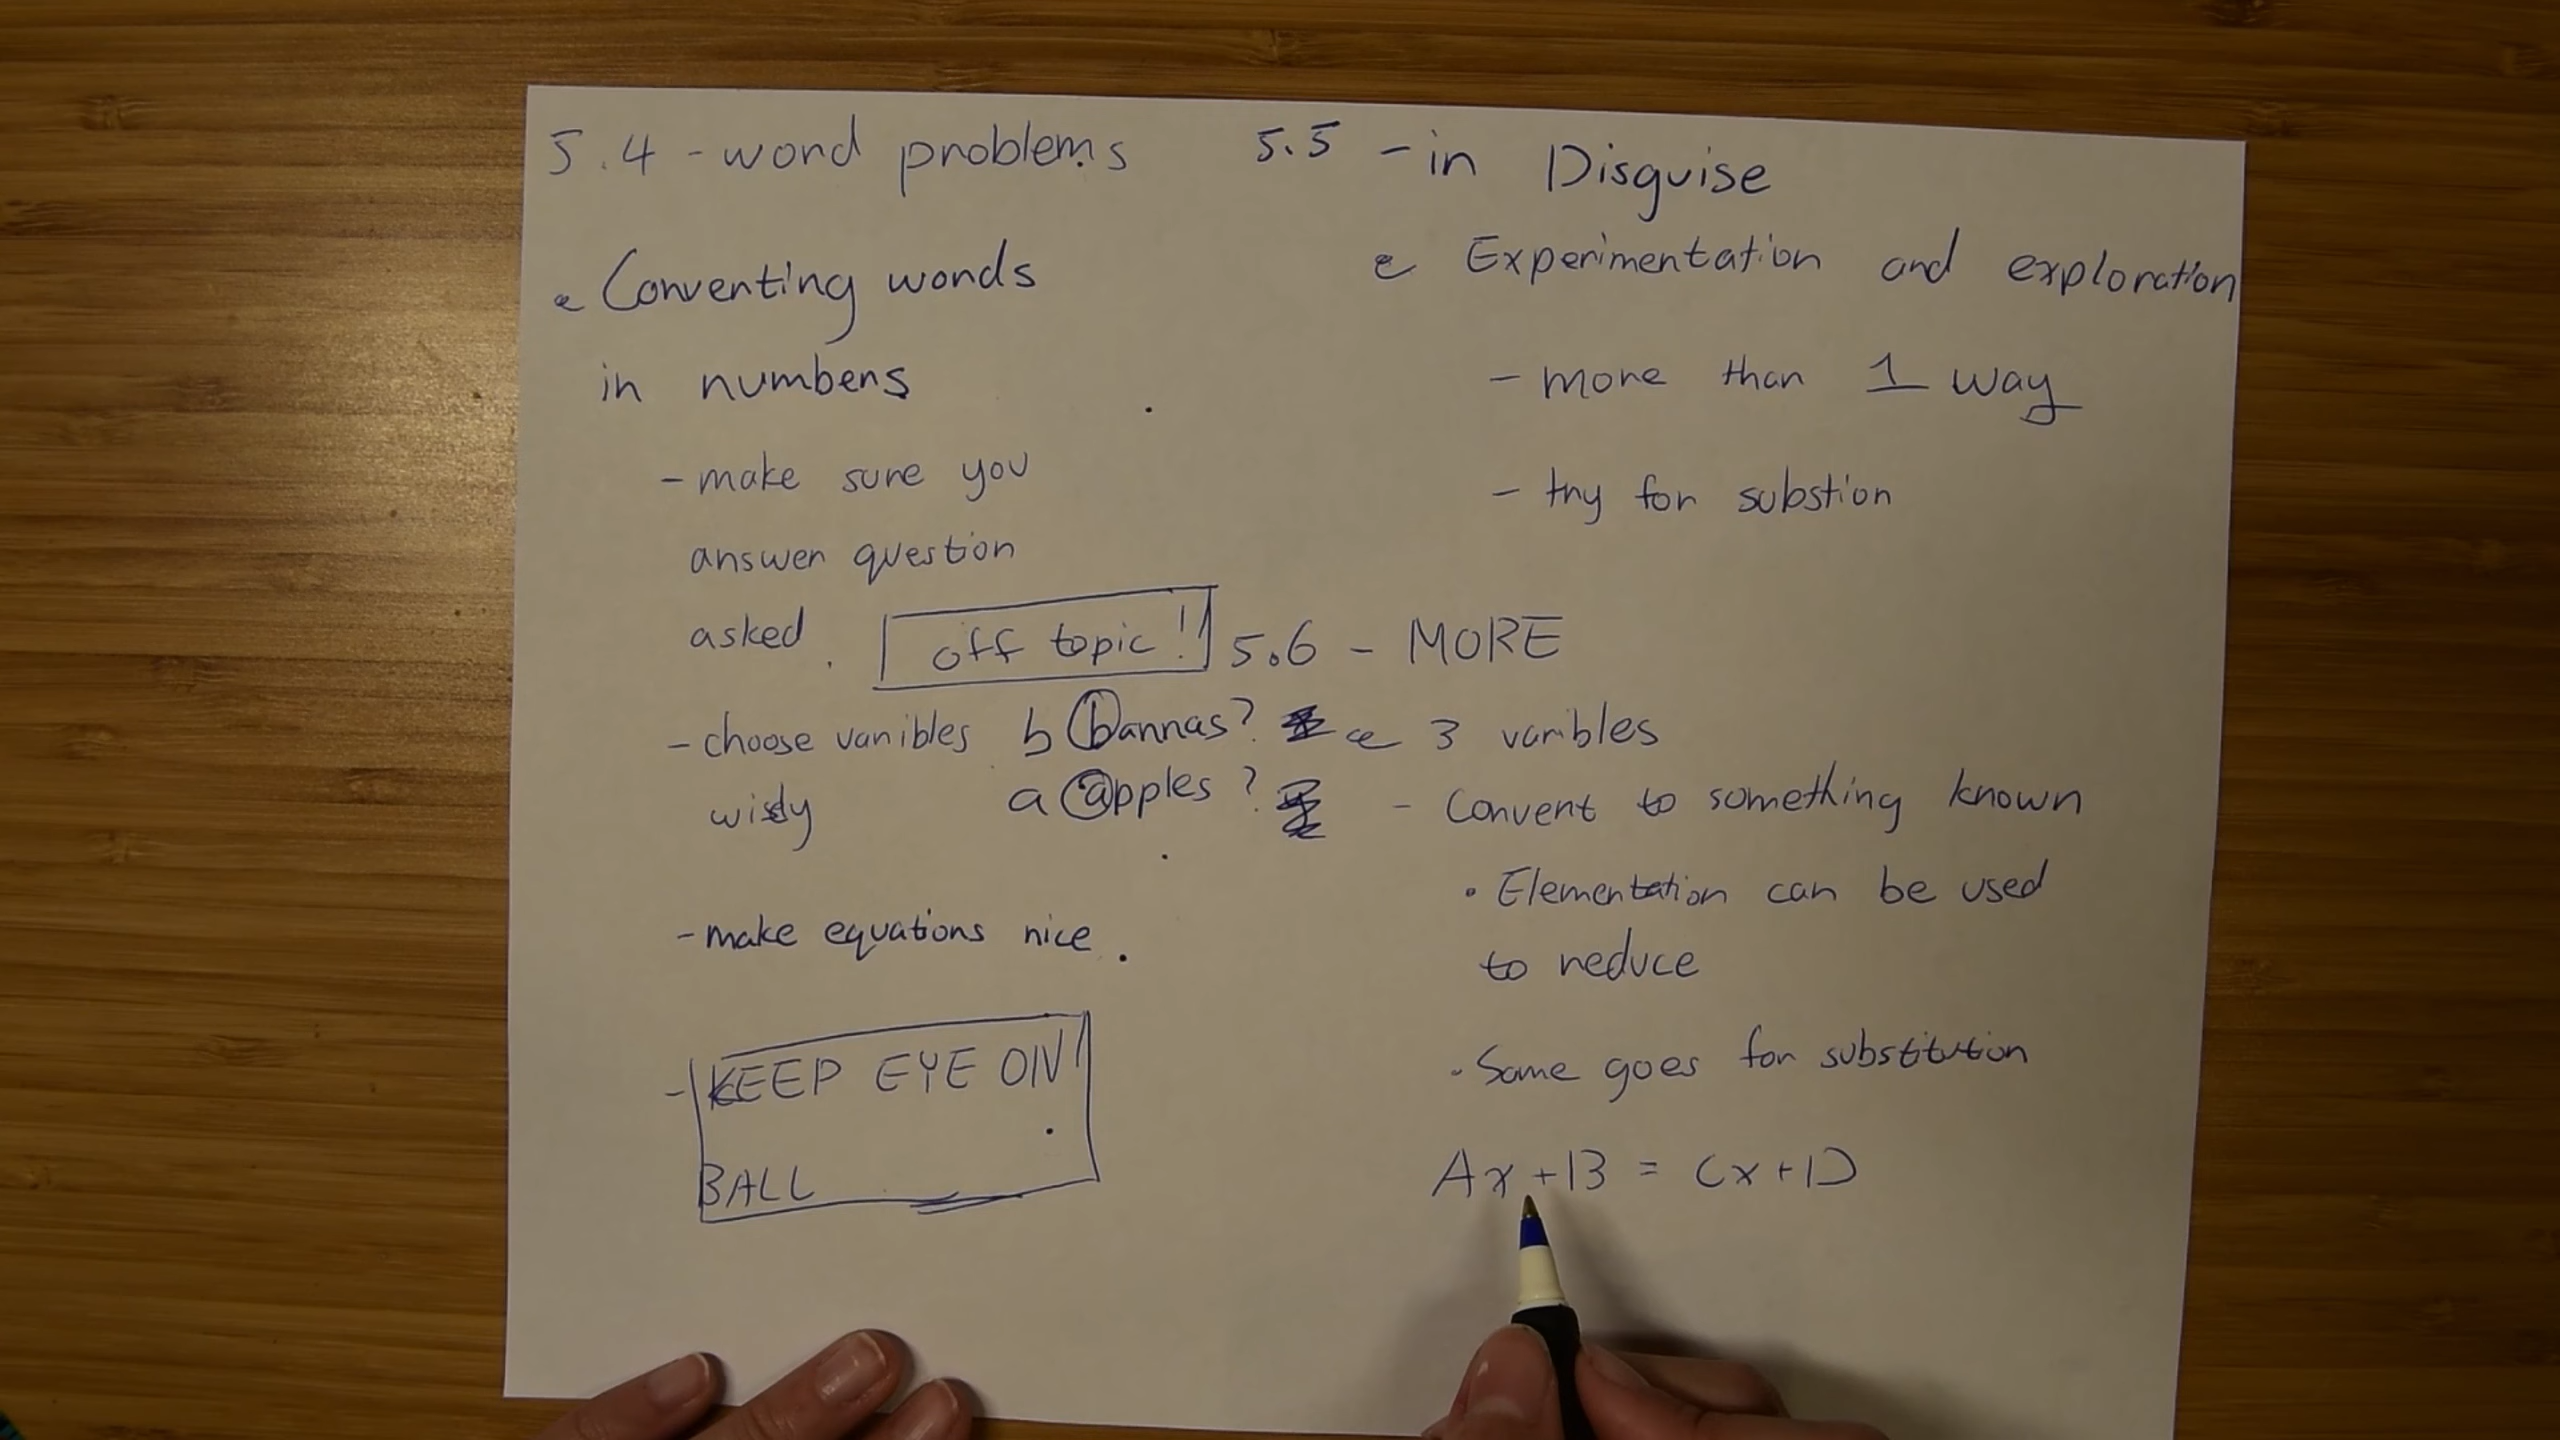 5.4 - word problems
Converting words
in numbers
- make sure you
answer question
asked.
off topic!!
- choose varibles
wisly
b bannas?
a apples?
- make equations nice.
- KEEP EYE ON
BALL
5.5 - in Disguise
Experimentation and exploration
- more than 1 way
- try for substion
5.6 - MORE
3 varibles
- Convert to something known
• Elementation can be used
to reduce
• Same goes for substitution
Ax + B = Cx + D